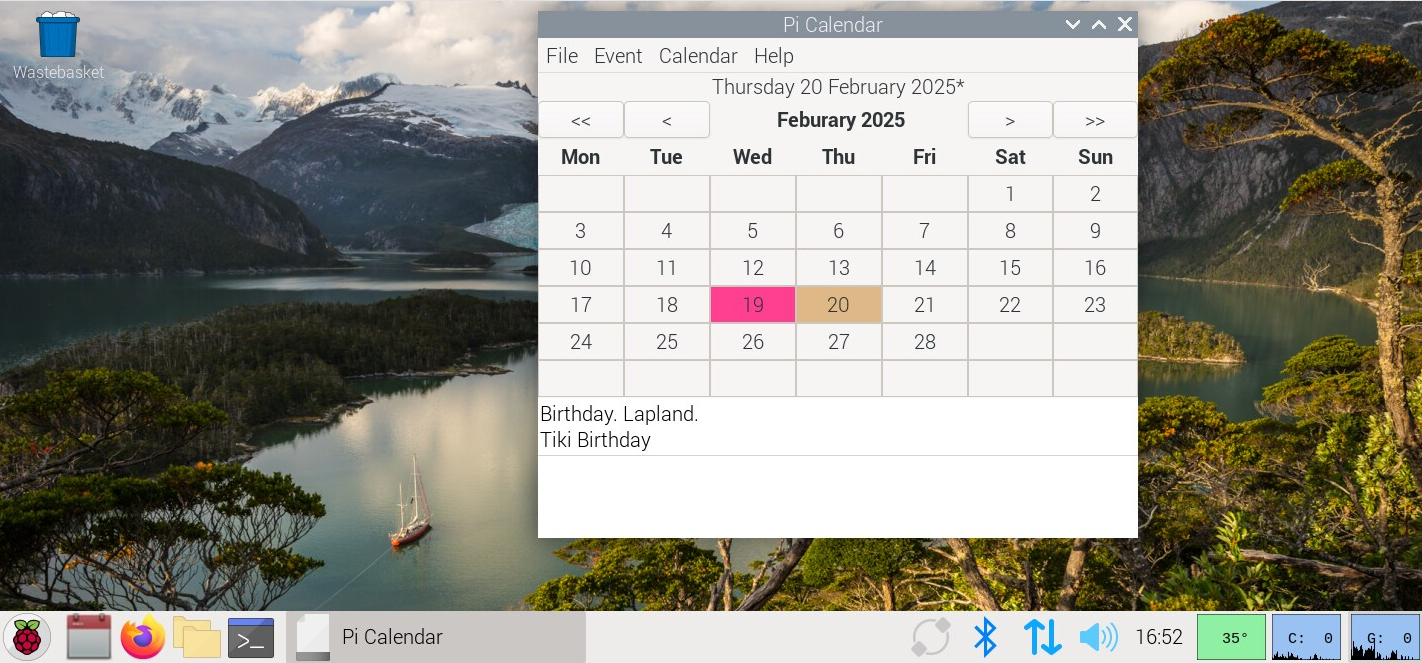 Wastebasket
Pi Calendar
File Event Calendar Help
Thursday 20 February 2025*
<< < Feburary 2025 > >>
Mon Tue Wed Thu Fri Sat Sun
1 2
3 4 5 6 7 8 9
10 11 12 13 14 15 16
17 18 19 20 21 22 23
24 25 26 27 28
Birthday. Lapland.
Tiki Birthday
>_ Pi Calendar 16:52 35° C: 0 G: 0